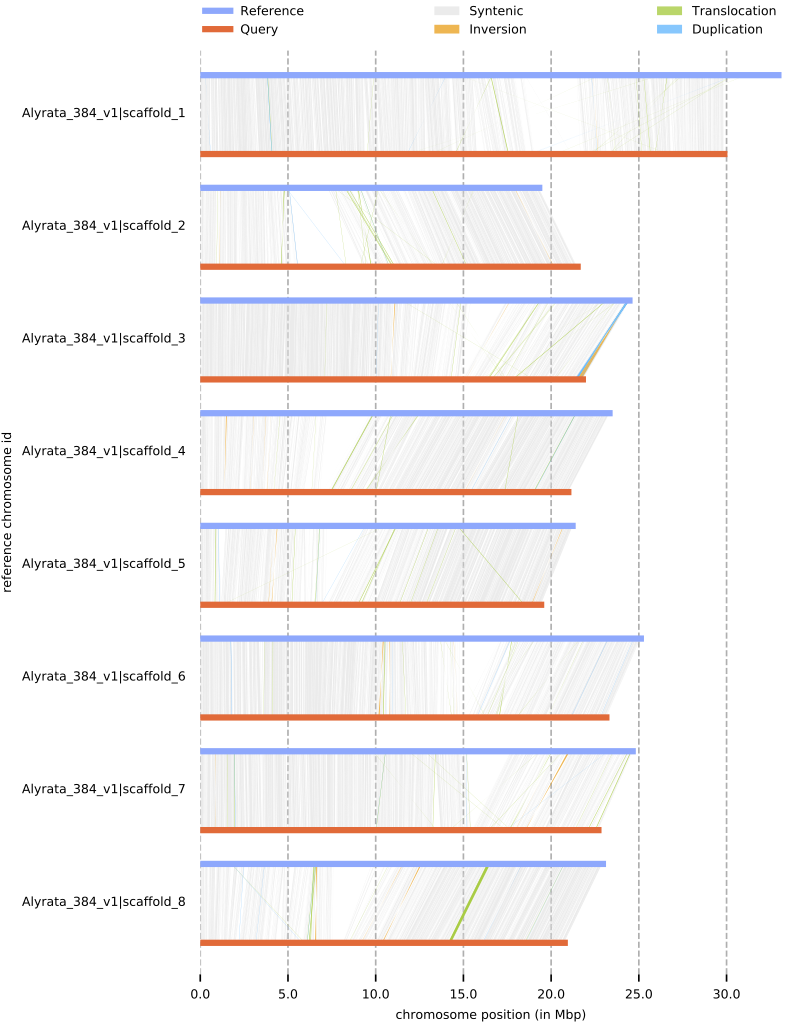 Reference Syntenic Translocation
Query Inversion Duplication
Alyrata_384_v1|scaffold_1
Alyrata_384_v1|scaffold_2
Alyrata_384_v1|scaffold_3
Alyrata_384_v1|scaffold_4
reference chromosome id
Alyrata_384_v1|scaffold_5
Alyrata_384_v1|scaffold_6
Alyrata_384_v1|scaffold_7
Alyrata_384_v1|scaffold_8
0.0 5.0 10.0 15.0 20.0 25.0 30.0
chromosome position (in Mbp)